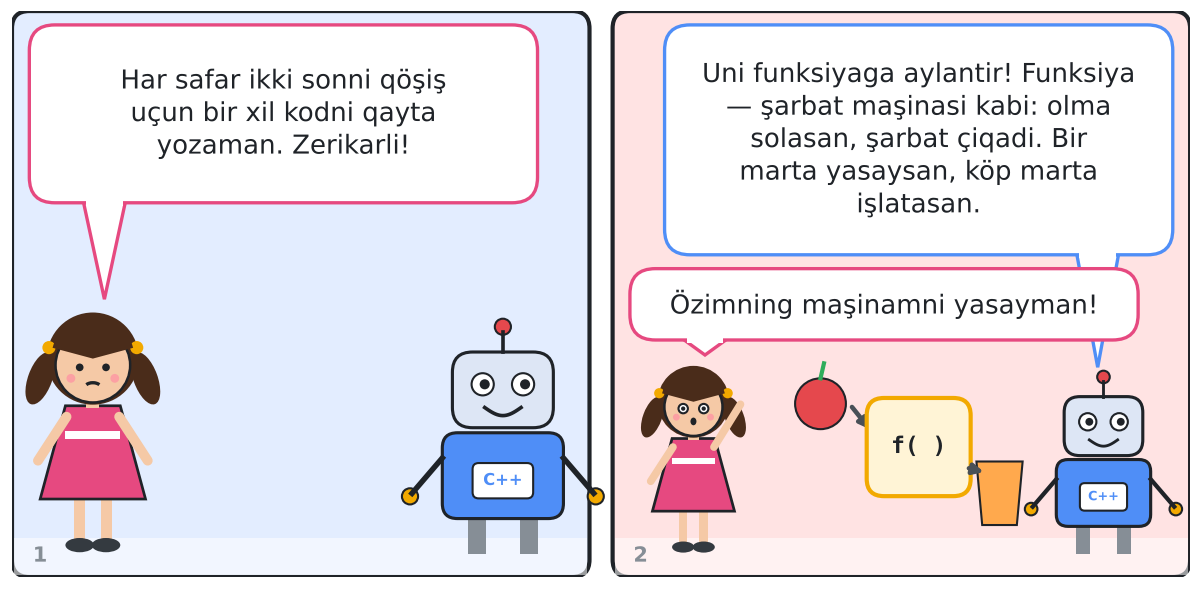 Har safar ikki sonni qöşiş
uçun bir xil kodni qayta
yozaman. Zerikarli!
C++
1
Uni funksiyaga aylantir! Funksiya
— şarbat maşinasi kabi: olma
solasan, şarbat çiqadi. Bir
marta yasaysan, köp marta
işlatasan.
Özimning maşinamni yasayman!
f( )
C++
2